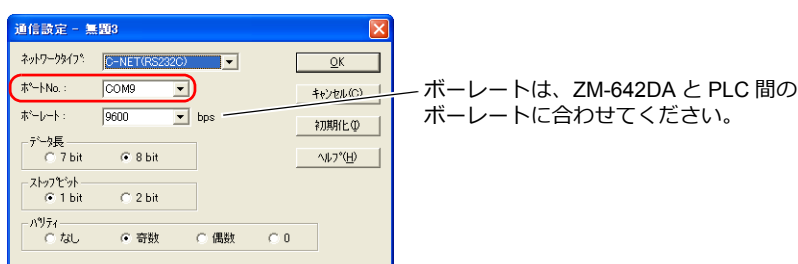 通信設定 - 無題3
ネットワークタイプ: C-NET(RS232C)
OK
ポートNo.: COM9
キャンセル(C)
ボーレート: 9600 bps
初期化(I)
データ長
7 bit 8 bit
ヘルプ(H)
ストップビット
1 bit 2 bit
パリティ
なし 奇数 偶数 0
ボーレートは、ZM-642DA と PLC 間の
ボーレートに合わせてください。